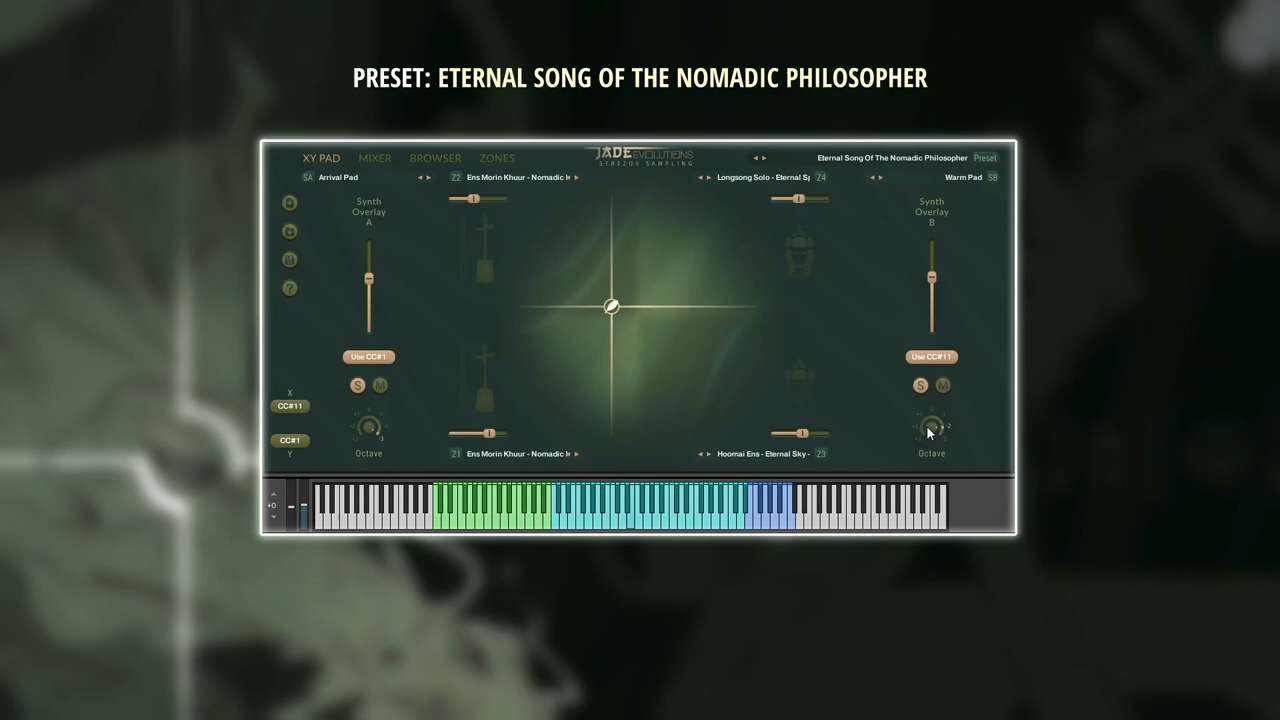 PRESET: ETERNAL SONG OF THE NOMADIC PHILOSOPHER
XY PAD MIXER BROWSER ZONES
JADE EVOLUTIONS
STREZOV SAMPLING
Eternal Song Of The Nomadic Philosopher Preset
SA Arrival Pad
Z2 Ens Morin Khuur - Nomadic
Longsong Solo - Eternal Sp Z4
Warm Pad SB
Synth
Overlay
A
Synth
Overlay
B
?
Use CC#1
Use CC#11
S M
S M
X
CC#11
CC#1
Y
Octave
Octave
Z1 Ens Morin Khuur - Nomadic
Hoomai Ens - Eternal Sky - Z3
+0